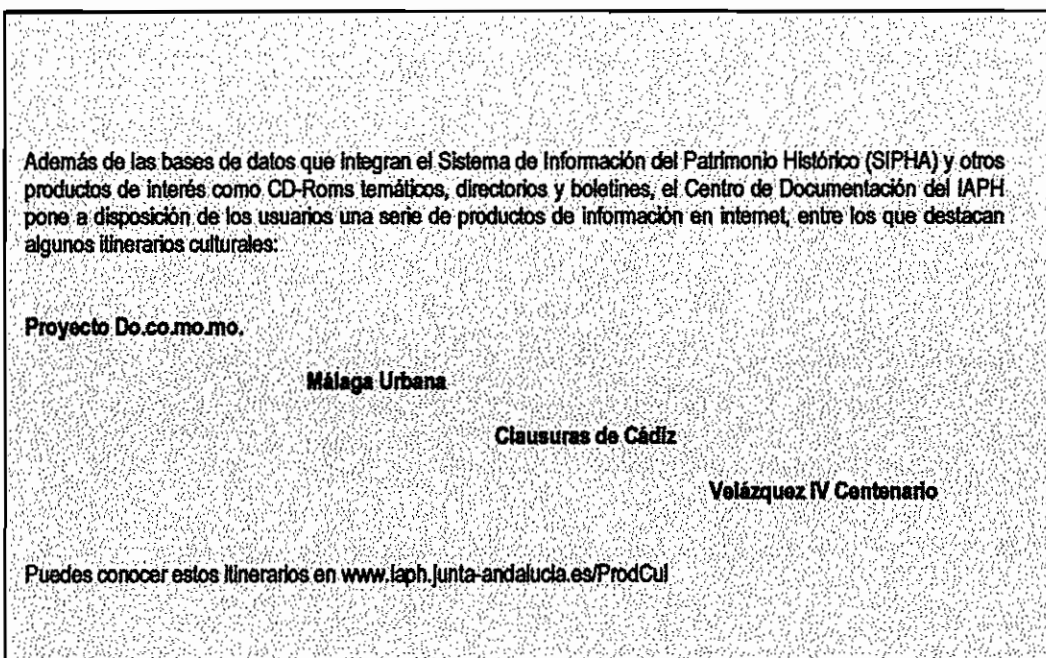 Además de las bases de datos que integran el Sistema de Información del Patrimonio Histórico (SIPHA) y otros
productos de interés como CD-Roms temáticos, directorios y boletines, el Centro de Documentación del IAPH
pone a disposición de los usuarios una serie de productos de información en internet, entre los que destacan
algunos itinerarios culturales:
Proyecto Do.co.mo.mo.
Málaga Urbana
Clausuras de Cádiz
Velázquez IV Centenario
Puedes conocer estos itinerarios en www.iaph.junta-andalucia.es/ProdCul